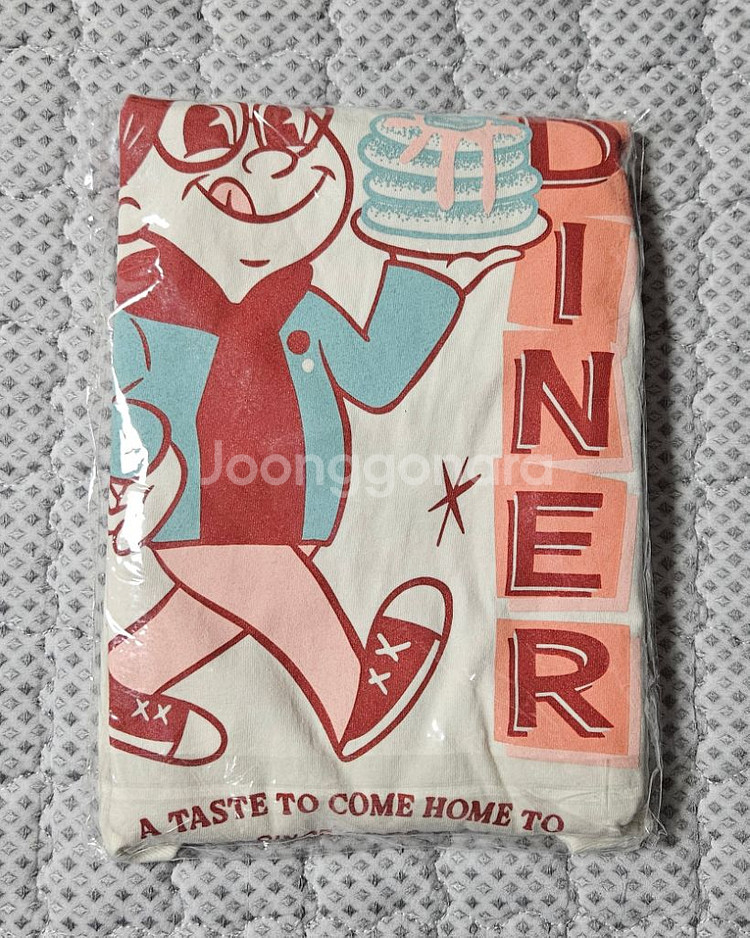 DINER
Joonggonara
A TASTE TO COME HOME TO